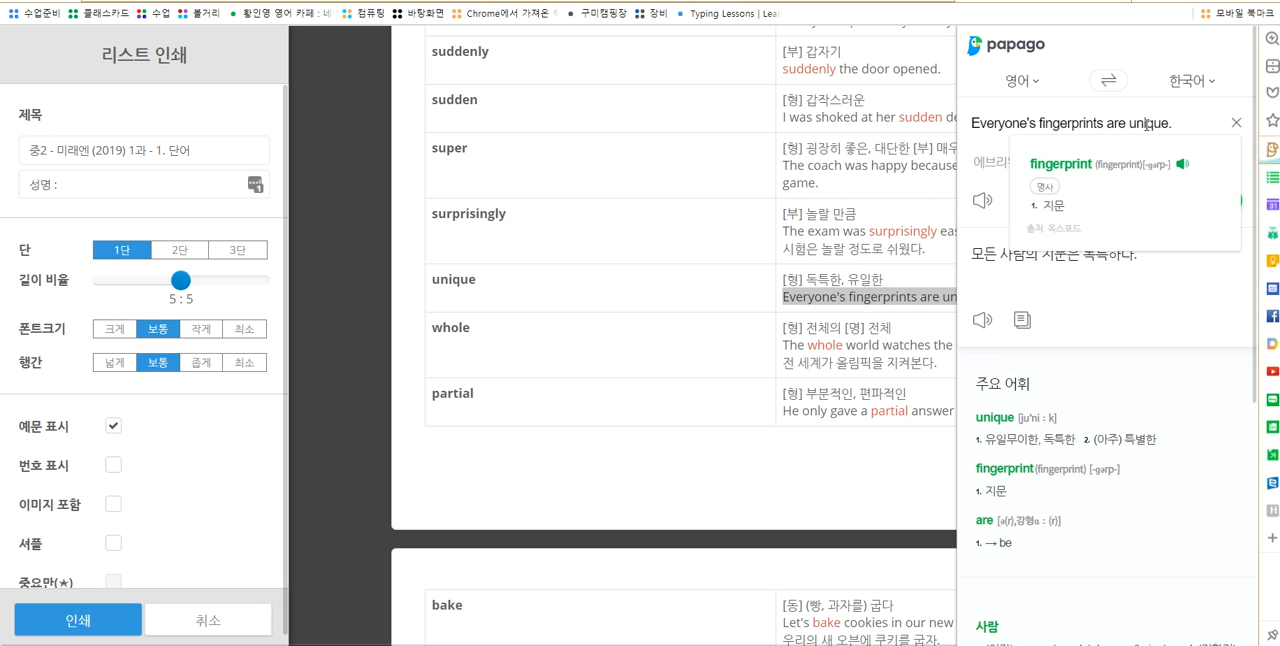 수업준비 클래스카드 수업 볼거리 황인영 영어 카페 : 네 컴퓨팅 바탕화면 Chrome에서 가져온 구미캠핑장 장비 Typing Lessons | Lear 모바일 북마크
리스트 인쇄
제목
중2 - 미래엔 (2019) 1과 - 1. 단어
성명 :
단 1단 2단 3단
길이 비율
5 : 5
폰트크기 크게 보통 작게 최소
행간 넓게 보통 좁게 최소
예문 표시
번호 표시
이미지 포함
셔플
중요만(★)
인쇄 취소
suddenly [부] 갑자기
suddenly the door opened.
sudden [형] 갑작스러운
I was shoked at her sudden de
super [형] 굉장히 좋은, 대단한 [부] 매우
The coach was happy because
game.
surprisingly [부] 놀랄 만큼
The exam was surprisingly eas
시험은 놀랄 정도로 쉬웠다.
unique [형] 독특한, 유일한
Everyone's fingerprints are un
whole [형] 전체의 [명] 전체
The whole world watches the
전 세계가 올림픽을 지켜본다.
partial [형] 부분적인, 편파적인
He only gave a partial answer
bake [동] (빵, 과자를) 굽다
Let's bake cookies in our new
우리의 새 오븐에 쿠키를 굽자.
papago
영어 한국어
Everyone's fingerprints are unique.
에브리
fingerprint (fingerprint)[-gərp-]
명사
1. 지문
출처: 옥스포드
모든 사람의 지문은 독특하다.
주요 어휘
unique [ju'ni : k]
1. 유일무이한, 독특한 2. (아주) 특별한
fingerprint (fingerprint) [-gərp-]
1. 지문
are [ə(r),강형ɑ : (r)]
1. → be
사람
31